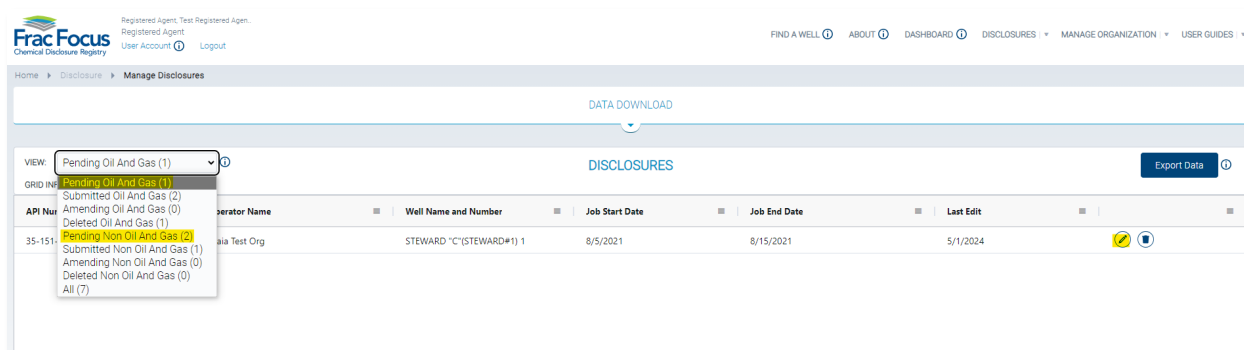 Registered Agent, Test Registered Agen..
Registered Agent
User Account Logout
Frac Focus
Chemical Disclosure Registry
FIND A WELL ABOUT DASHBOARD DISCLOSURES MANAGE ORGANIZATION USER GUIDES
Home Disclosure Manage Disclosures
DATA DOWNLOAD
VIEW: Pending Oil And Gas (1)
DISCLOSURES
Export Data
GRID
Pending Oil And Gas (1)
Submitted Oil And Gas (2)
Amending Oil And Gas (0)
Deleted Oil And Gas (1)
Pending Non Oil And Gas (2)
Submitted Non Oil And Gas (1)
Amending Non Oil And Gas (0)
Deleted Non Oil And Gas (0)
All (7)
API Operator Name Well Name and Number Job Start Date Job End Date Last Edit
35-151- Test Org STEWARD "C"(STEWARD#1) 1 8/5/2021 8/15/2021 5/1/2024